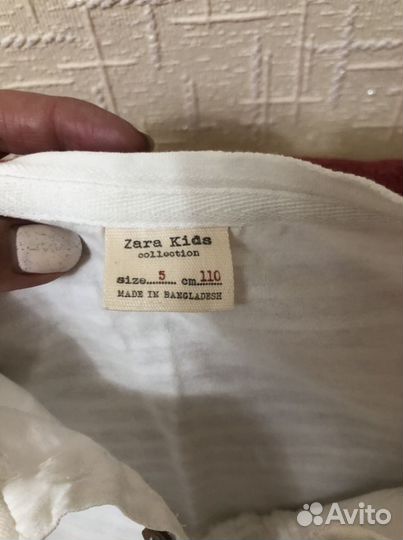 Zara Kids
collection
size.........5...... cm...110
MADE IN BANGLADESH
Avito